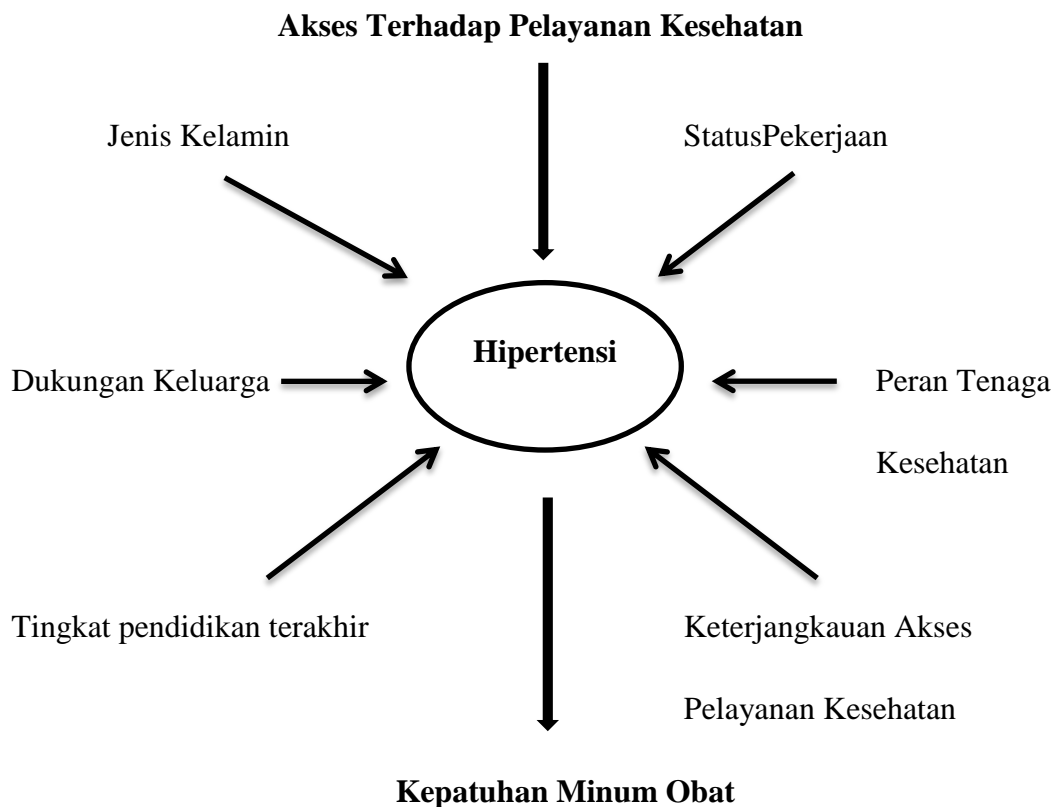 Akses Terhadap Pelayanan Kesehatan
Jenis Kelamin
StatusPekerjaan
Hipertensi
Dukungan Keluarga
Peran Tenaga
Kesehatan
Tingkat pendidikan terakhir
Keterjangkauan Akses
Pelayanan Kesehatan
Kepatuhan Minum Obat